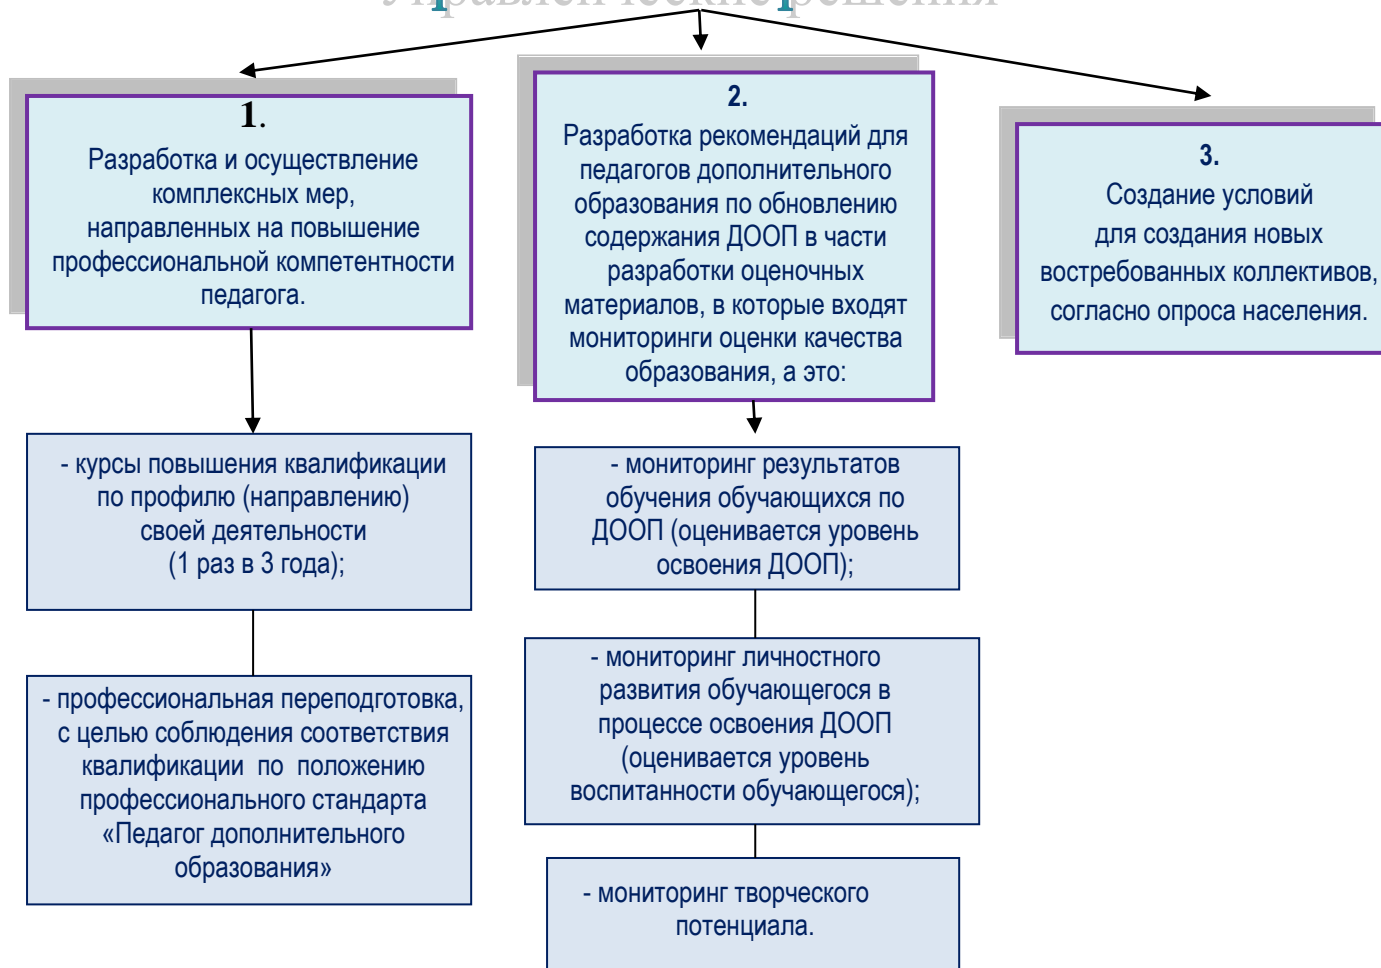 Управленческие решения
1.
Разработка и осуществление
комплексных мер,
направленных на повышение
профессиональной компетентности
педагога.
- курсы повышения квалификации
по профилю (направлению)
своей деятельности
(1 раз в 3 года);
- профессиональная переподготовка,
с целью соблюдения соответствия
квалификации по положению
профессионального стандарта
«Педагог дополнительного
образования»
2.
Разработка рекомендаций для
педагогов дополнительного
образования по обновлению
содержания ДООП в части
разработки оценочных
материалов, в которые входят
мониторинги оценки качества
образования, а это:
- мониторинг результатов
обучения обучающихся по
ДООП (оценивается уровень
освоения ДООП);
- мониторинг личностного
развития обучающегося в
процессе освоения ДООП
(оценивается уровень
воспитанности обучающегося);
- мониторинг творческого
потенциала.
3.
Создание условий
для создания новых
востребованных коллективов,
согласно опроса населения.